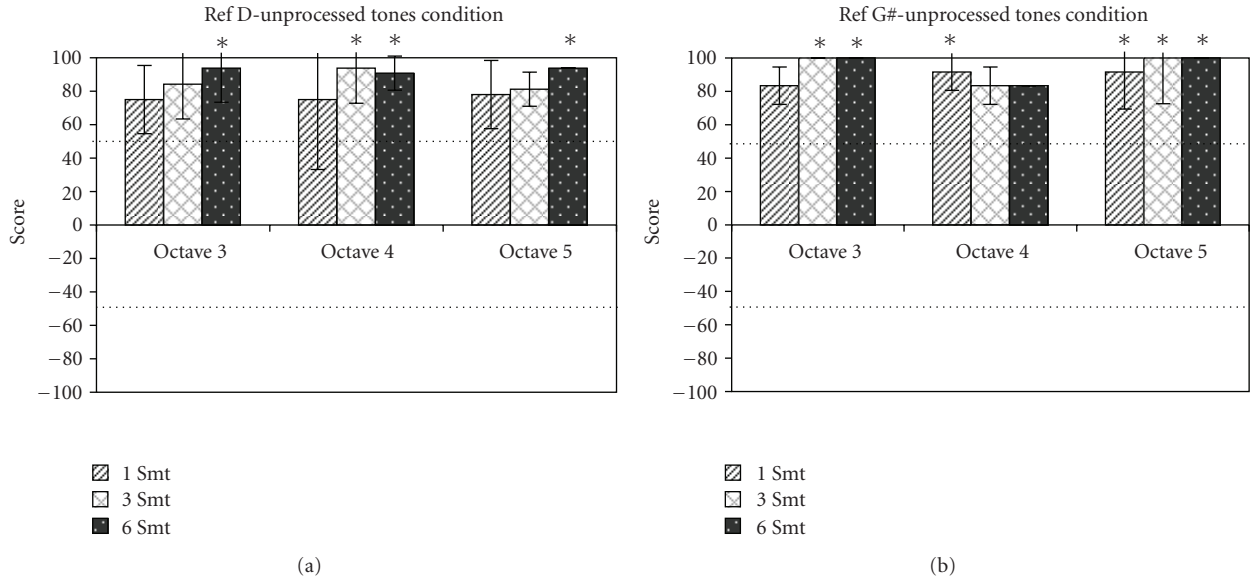 Ref D-unprocessed tones condition
* * * *
100
80
60
40
20
0
−20
−40
−60
−80
−100
Score
Octave 3 Octave 4 Octave 5
1 Smt
3 Smt
6 Smt
(a)
Ref G#-unprocessed tones condition
* * * * * *
100
80
60
40
20
0
−20
−40
−60
−80
−100
Score
Octave 3 Octave 4 Octave 5
1 Smt
3 Smt
6 Smt
(b)